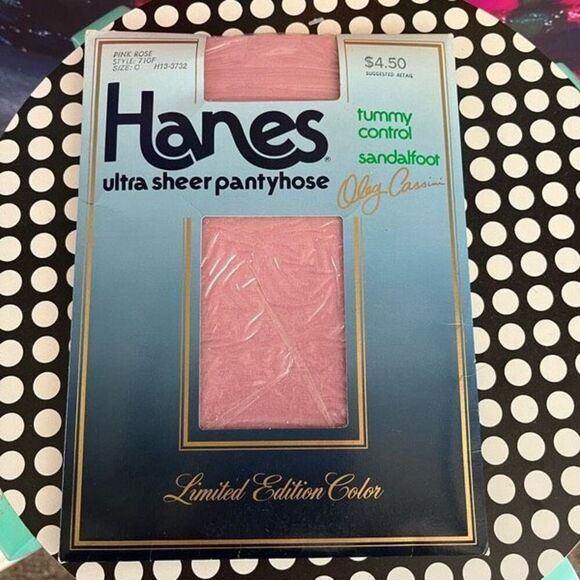 PINK ROSE
STYLE: 710F
SIZE: C H13-3732
$4.50
SUGGESTED RETAIL
Hanes®
ultra sheer pantyhose
tummy
control
sandalfoot
Oleg Cassini
Limited Edition Color